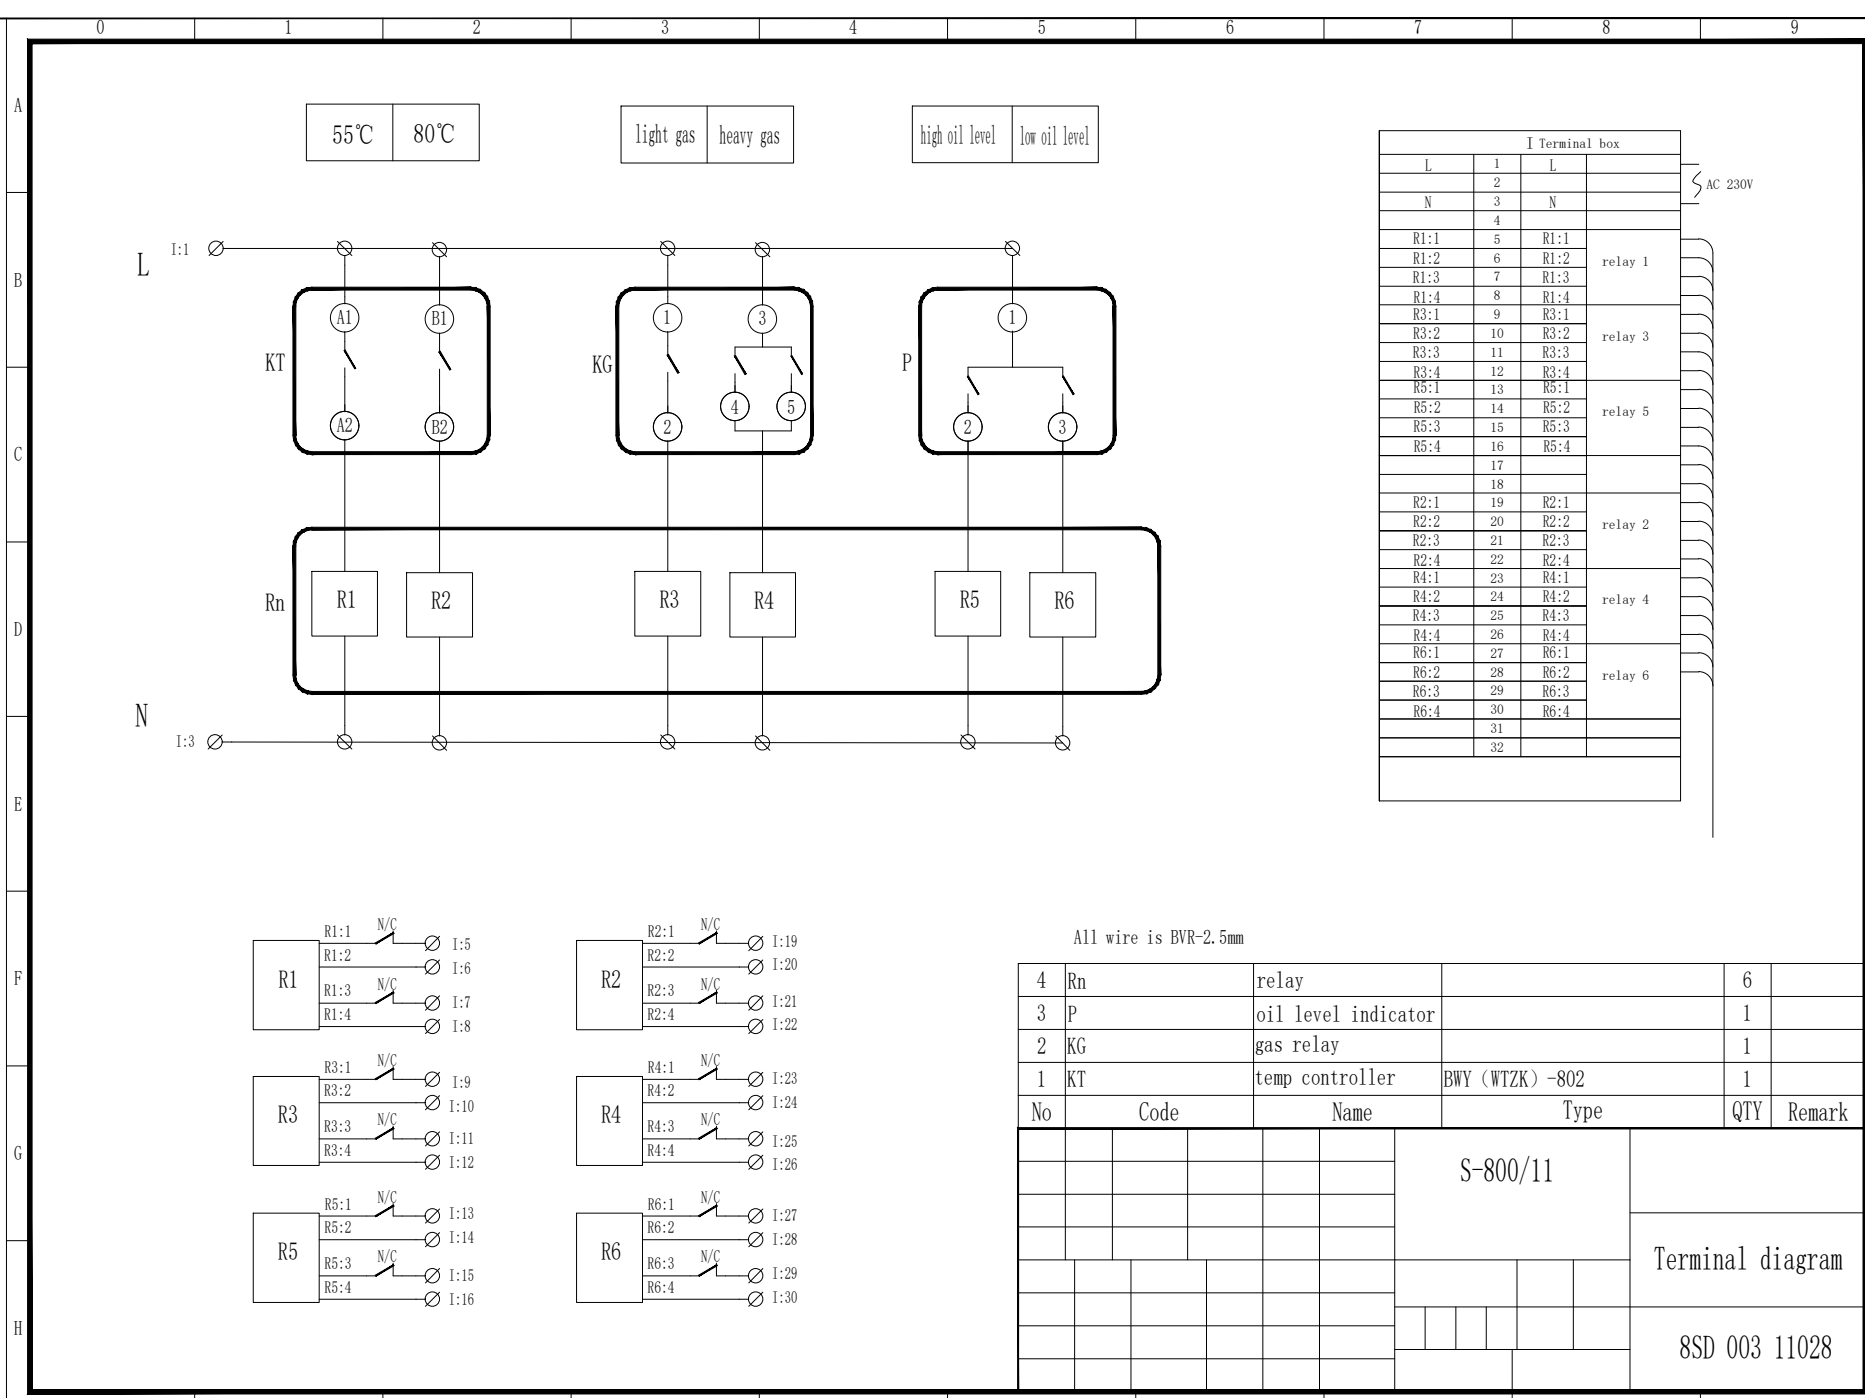 0 1 2 3 4 5 6 7 8 9
A
B
C
D
E
F
G
H
55℃ 80℃
light gas heavy gas
high oil level low oil level
L
I:1
KT
A1 B1
A2 B2
KG
1 3
4 5
2
P
1
2 3
Rn
R1 R2 R3 R4 R5 R6
N
I:3
I Terminal box
L 1 L
2
N 3 N
4
AC 230V
R1:1 5 R1:1
R1:2 6 R1:2
R1:3 7 R1:3
R1:4 8 R1:4
relay 1
R3:1 9 R3:1
R3:2 10 R3:2
R3:3 11 R3:3
R3:4 12 R3:4
relay 3
R5:1 13 R5:1
R5:2 14 R5:2
R5:3 15 R5:3
R5:4 16 R5:4
relay 5
17
18
R2:1 19 R2:1
R2:2 20 R2:2
R2:3 21 R2:3
R2:4 22 R2:4
relay 2
R4:1 23 R4:1
R4:2 24 R4:2
R4:3 25 R4:3
R4:4 26 R4:4
relay 4
R6:1 27 R6:1
R6:2 28 R6:2
R6:3 29 R6:3
R6:4 30 R6:4
relay 6
31
32
R1
R1:1 N/C I:5
R1:2 I:6
R1:3 N/C I:7
R1:4 I:8
R2
R2:1 N/C I:19
R2:2 I:20
R2:3 N/C I:21
R2:4 I:22
R3
R3:1 N/C I:9
R3:2 I:10
R3:3 N/C I:11
R3:4 I:12
R4
R4:1 N/C I:23
R4:2 I:24
R4:3 N/C I:25
R4:4 I:26
R5
R5:1 N/C I:13
R5:2 I:14
R5:3 N/C I:15
R5:4 I:16
R6
R6:1 N/C I:27
R6:2 I:28
R6:3 N/C I:29
R6:4 I:30
All wire is BVR-2.5mm
4 Rn relay 6
3 P oil level indicator 1
2 KG gas relay 1
1 KT temp controller BWY（WTZK）-802 1
No Code Name Type QTY Remark
S-800/11
Terminal diagram
8SD 003 11028